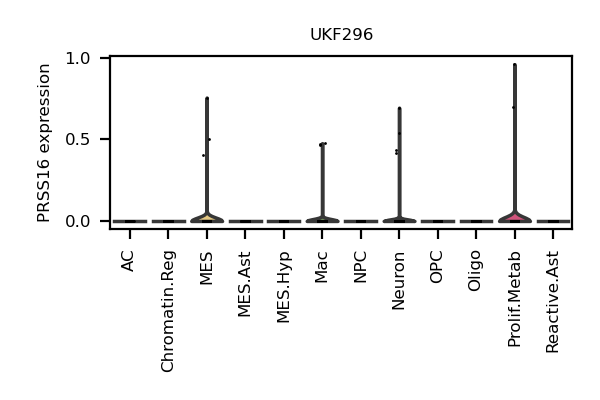 UKF296
PRSS16 expression
1.0
0.5
0.0
AC
Chromatin.Reg
MES
MES.Ast
MES.Hyp
Mac
NPC
Neuron
OPC
Oligo
Prolif.Metab
Reactive.Ast